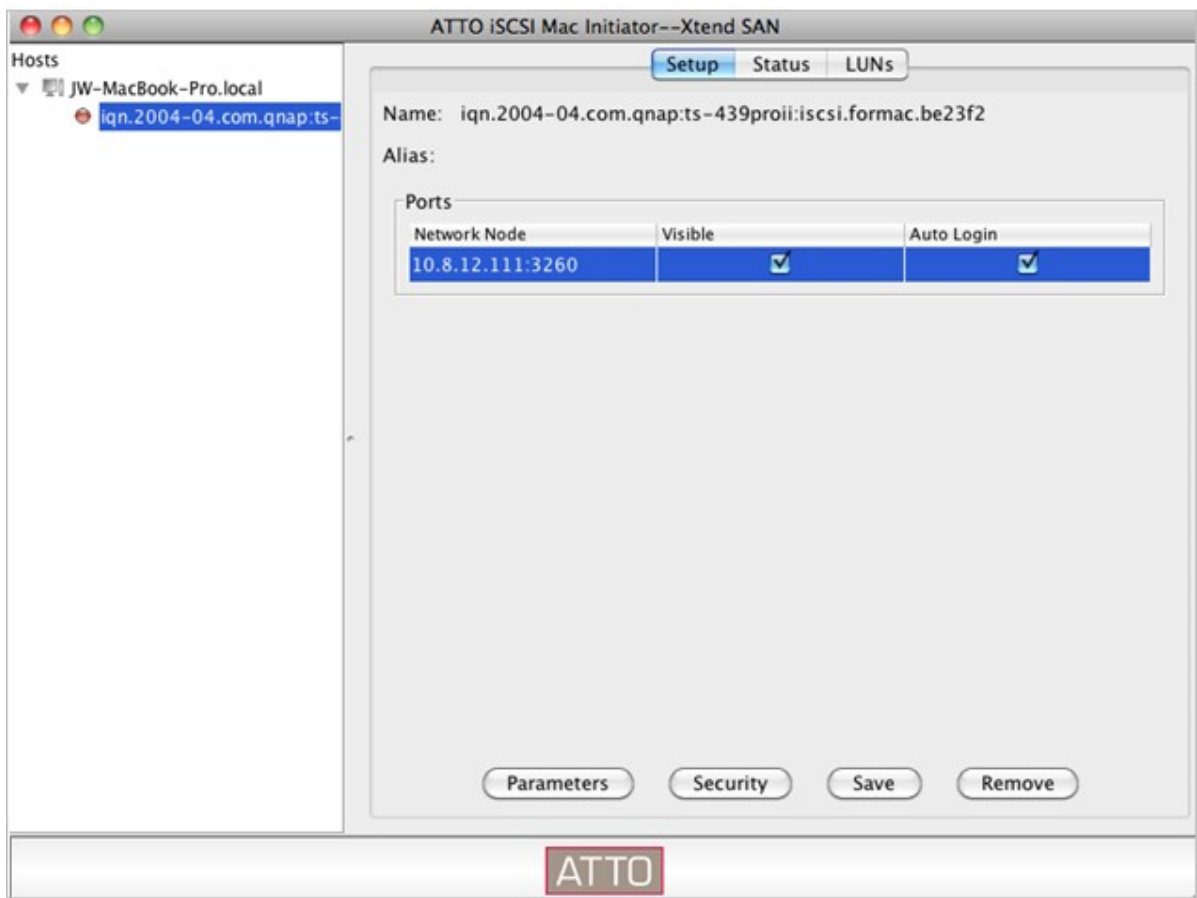 ATTO iSCSI Mac Initiator--Xtend SAN
Hosts
JW-MacBook-Pro.local
iqn.2004-04.com.qnap:ts-
Setup Status LUNs
Name: iqn.2004-04.com.qnap:ts-439proii:iscsi.formac.be23f2
Alias:
Ports
Network Node Visible Auto Login
10.8.12.111:3260
Parameters Security Save Remove
ATTO